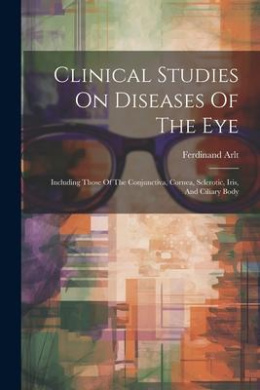 Clinical Studies
On Diseases Of
The Eye
Ferdinand Arlt
Including Those Of The Conjunctiva, Cornea, Sclerotic, Iris,
And Ciliary Body